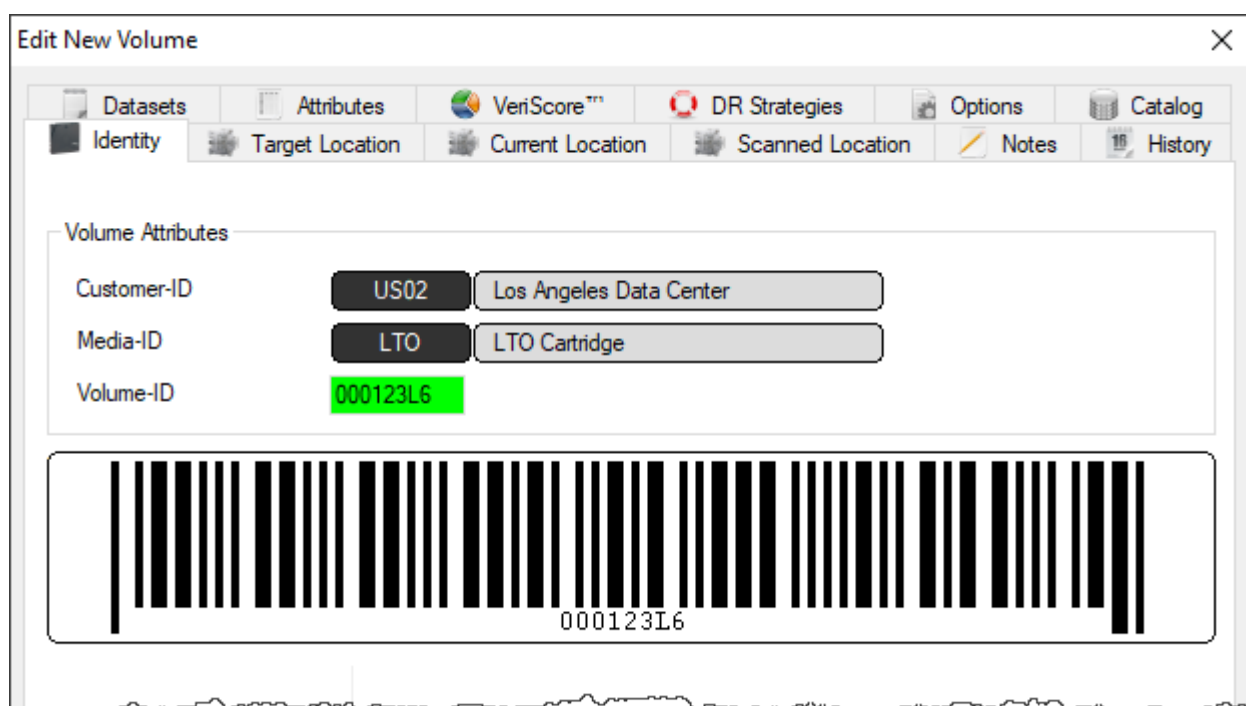 Edit New Volume
Datasets Attributes VeriScore™ DR Strategies Options Catalog
Identity Target Location Current Location Scanned Location Notes 16 History
Volume Attributes
Customer-ID US02 Los Angeles Data Center
Media-ID LTO LTO Cartridge
Volume-ID 000123L6
000123L6